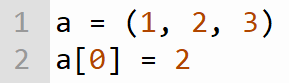 1 a = (1, 2, 3)
2 a[0] = 2